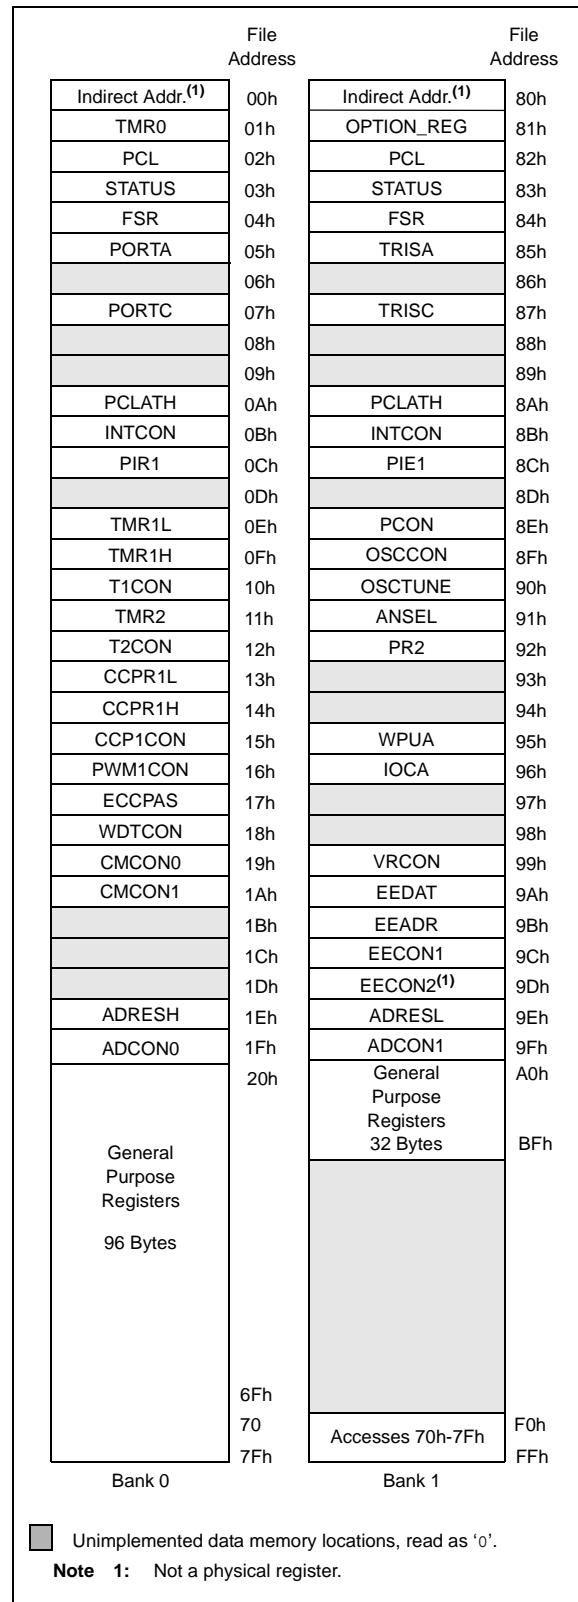 File Address File Address
Indirect Addr.(1) 00h Indirect Addr.(1) 80h
TMR0 01h OPTION_REG 81h
PCL 02h PCL 82h
STATUS 03h STATUS 83h
FSR 04h FSR 84h
PORTA 05h TRISA 85h
06h 86h
PORTC 07h TRISC 87h
08h 88h
09h 89h
PCLATH 0Ah PCLATH 8Ah
INTCON 0Bh INTCON 8Bh
PIR1 0Ch PIE1 8Ch
0Dh 8Dh
TMR1L 0Eh PCON 8Eh
TMR1H 0Fh OSCCON 8Fh
T1CON 10h OSCTUNE 90h
TMR2 11h ANSEL 91h
T2CON 12h PR2 92h
CCPR1L 13h 93h
CCPR1H 14h 94h
CCP1CON 15h WPUA 95h
PWM1CON 16h IOCA 96h
ECCPAS 17h 97h
WDTCON 18h 98h
CMCON0 19h VRCON 99h
CMCON1 1Ah EEDAT 9Ah
1Bh EEADR 9Bh
1Ch EECON1 9Ch
1Dh EECON2(1) 9Dh
ADRESH 1Eh ADRESL 9Eh
ADCON0 1Fh ADCON1 9Fh
20h General A0h
Purpose
Registers
32 Bytes BFh
General
Purpose
Registers
96 Bytes
6Fh
70 F0h
Accesses 70h-7Fh
7Fh FFh
Bank 0 Bank 1
Unimplemented data memory locations, read as ‘0’.
Note 1: Not a physical register.